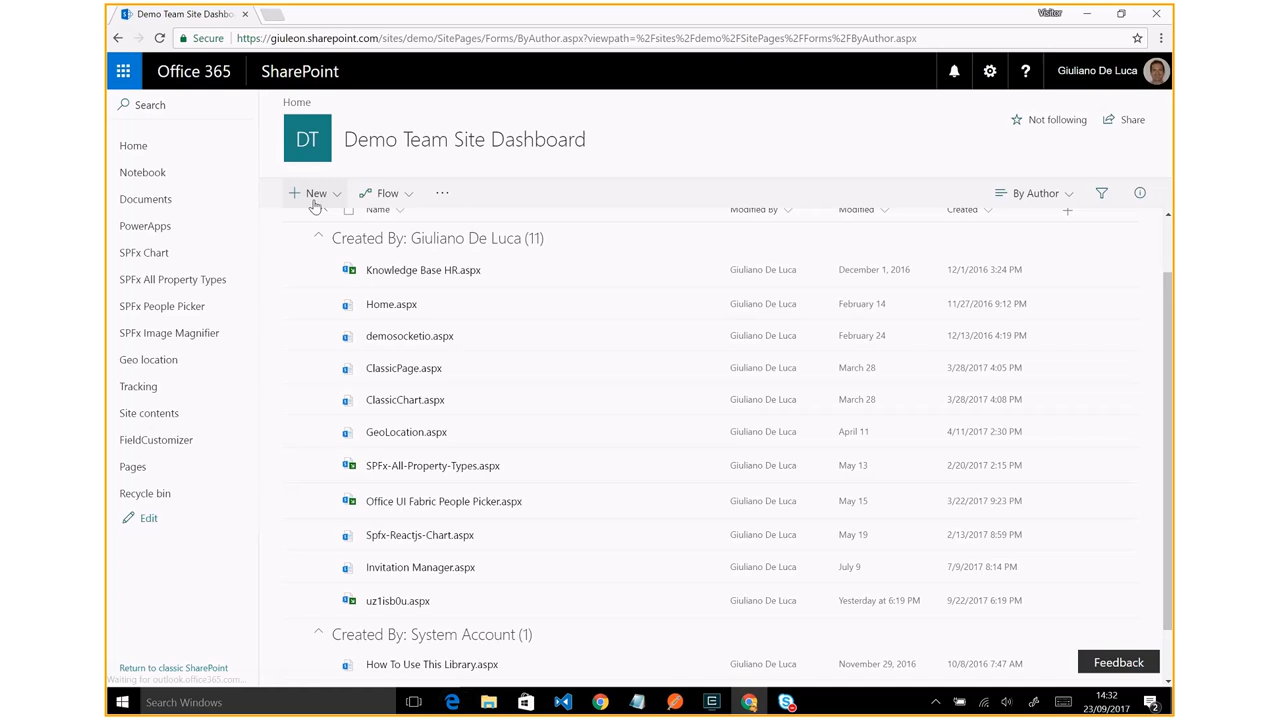 Demo Team Site Dashbo
Visitor
Secure
https://giuleon.sharepoint.com/sites/demo/SitePages/Forms/ByAuthor.aspx?viewpath=%2Fsites%2Fdemo%2FSitePages%2FForms%2FByAuthor.aspx
Office 365
SharePoint
?
Giuliano De Luca
Search
Home
Notebook
Documents
PowerApps
SPFx Chart
SPFx All Property Types
SPFx People Picker
SPFx Image Magnifier
Geo location
Tracking
Site contents
FieldCustomizer
Pages
Recycle bin
Edit
Return to classic SharePoint
Waiting for outlook.office365.com...
Home
DT
Demo Team Site Dashboard
Not following
Share
New
Flow
...
By Author
Name Modified By Modified Created
Created By: Giuliano De Luca (11)
Knowledge Base HR.aspx Giuliano De Luca December 1, 2016 12/1/2016 3:24 PM
Home.aspx Giuliano De Luca February 14 11/27/2016 9:12 PM
demosocketio.aspx Giuliano De Luca February 24 12/13/2016 4:19 PM
ClassicPage.aspx Giuliano De Luca March 28 3/28/2017 4:05 PM
ClassicChart.aspx Giuliano De Luca March 28 3/28/2017 4:08 PM
GeoLocation.aspx Giuliano De Luca April 11 4/11/2017 2:30 PM
SPFx-All-Property-Types.aspx Giuliano De Luca May 13 2/20/2017 2:15 PM
Office UI Fabric People Picker.aspx Giuliano De Luca May 15 3/22/2017 9:23 PM
Spfx-Reactjs-Chart.aspx Giuliano De Luca May 19 2/13/2017 8:59 PM
Invitation Manager.aspx Giuliano De Luca July 9 7/9/2017 8:14 PM
uz1isb0u.aspx Giuliano De Luca Yesterday at 6:19 PM 9/22/2017 6:19 PM
Created By: System Account (1)
How To Use This Library.aspx Giuliano De Luca November 29, 2016 10/8/2016 7:47 AM
Feedback
Search Windows
14:32
23/09/2017
2